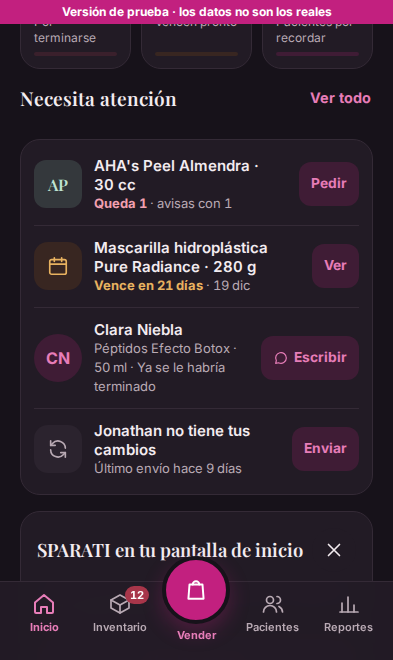 Versión de prueba · los datos no son los reales
terminarse
recordar
Necesita atención
Ver todo
AP
AHA's Peel Almendra ·
30 cc
Queda 1 · avisas con 1
Pedir
Mascarilla hidroplástica
Pure Radiance · 280 g
Vence en 21 días · 19 dic
Ver
CN
Clara Niebla
Péptidos Efecto Botox ·
50 ml · Ya se le habría
terminado
Escribir
Jonathan no tiene tus
cambios
Último envío hace 9 días
Enviar
SPARATI en tu pantalla de inicio
Inicio
12
Inventario
Vender
Pacientes
Reportes